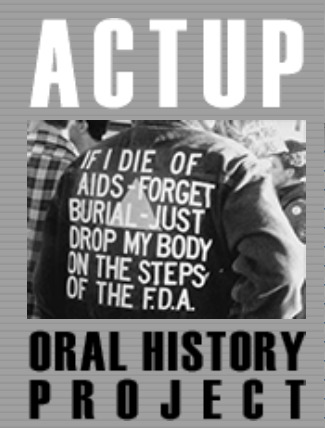 ACTUP
IF I DIE OF
AIDS-FORGET
BURIAL-JUST
DROP MY BODY
ON THE STEPS
OF THE F.D.A.
ORAL HISTORY
PROJECT